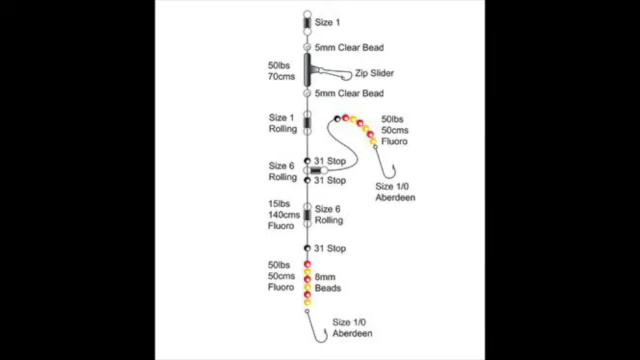 Size 1
5mm Clear Bead
50lbs
70cms
Zip Slider
5mm Clear Bead
Size 1
Rolling
50lbs
50cms
Fluoro
31 Stop
Size 6
Rolling
31 Stop
Size 1/0
Aberdeen
15lbs
140cms
Fluoro
Size 6
Rolling
31 Stop
50lbs
50cms
Fluoro
8mm
Beads
Size 1/0
Aberdeen